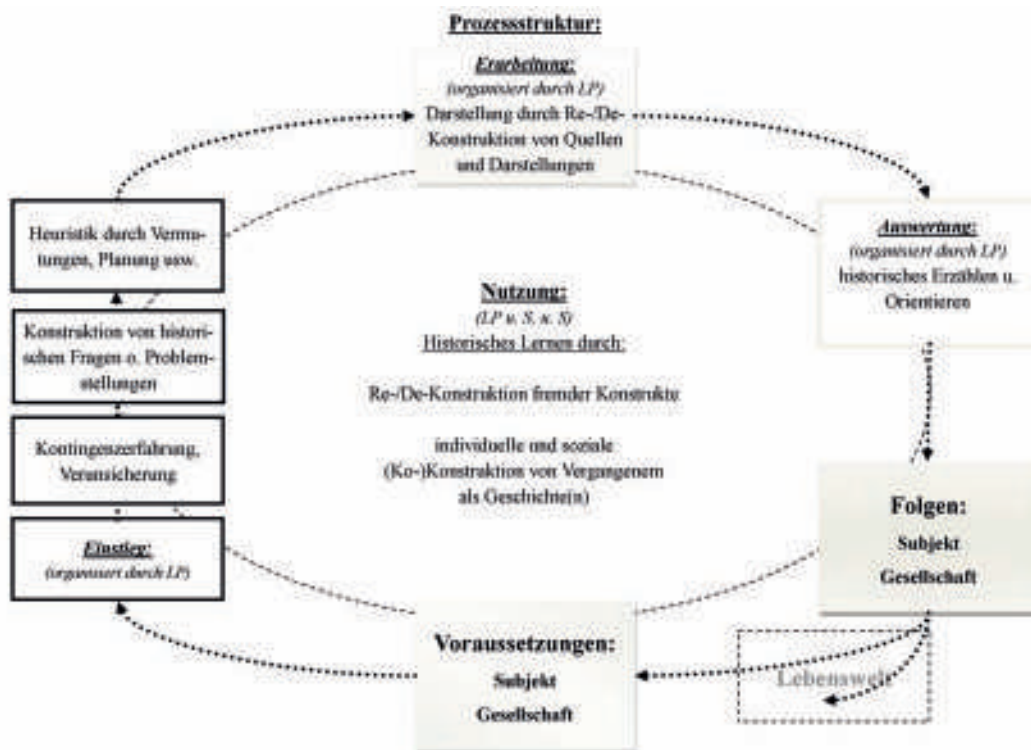 Prozessstruktur:
Erarbeitung:
(organisiert durch LP)
Darstellung durch Re-/De-
Konstruktion von Quellen
und Darstellungen
Heuristik durch Vermu-
tungen, Planung usw.
Konstruktion von histori-
schen Fragen o. Problem-
stellungen
Kontingenzerfahrung,
Verunsicherung
Einstieg:
(organisiert durch LP)
Nutzung:
(LP u. S. u. S)
Historisches Lernen durch:
Re-/De-Konstruktion fremder Konstrukte
individuelle und soziale
(Ko-)Konstruktion von Vergangenem
als Geschichte(n)
Auswertung:
(organisiert durch LP)
historisches Erzählen u.
Orientieren
Folgen:
Subjekt
Gesellschaft
Voraussetzungen:
Subjekt
Gesellschaft
Lebenswelt